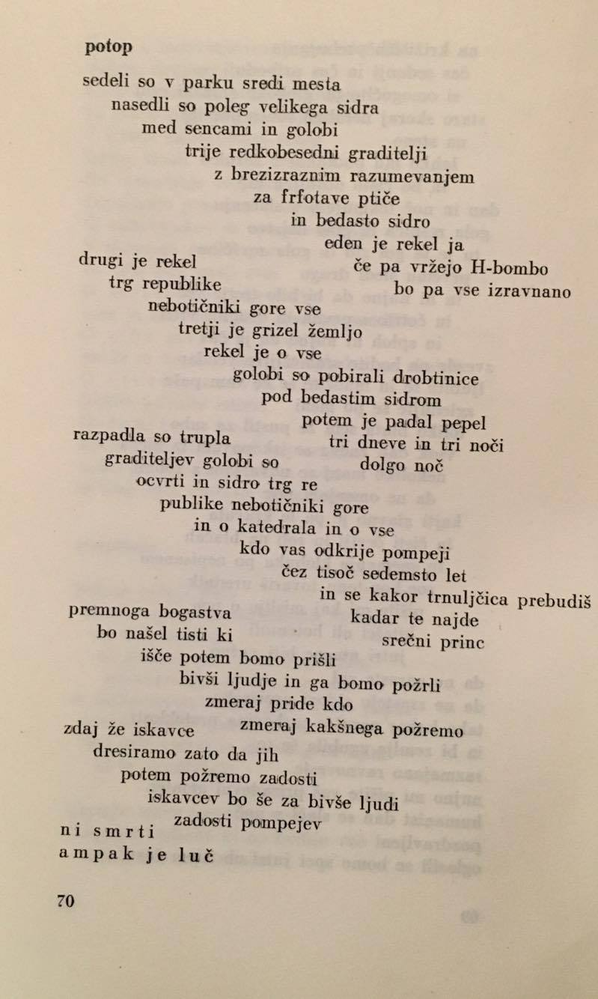 potop
sedeli so v parku sredi mesta
nasedli so poleg velikega sidra
med sencami in golobi
trije redkobesedni graditelji
z brezizraznim razumevanjem
za frfotave ptiče
in bedasto sidro
eden je rekel ja
če pa vržejo H-bombo
bo pa vse izravnano
drugi je rekel
trg republike
nebotičniki gore vse
tretji je grizel žemljo
rekel je o vse
golobi so pobirali drobtinice
pod bedastim sidrom
potem je padal pepel
tri dneve in tri noči
dolgo noč
razpadla so trupla
graditeljev golobi so
ocvrti in sidro trg re
publike nebotičniki gore
in o katedrala in o vse
kdo vas odkrije pompeji
čez tisoč sedemsto let
in se kakor trnuljčica prebudiš
kadar te najde
srečni princ
premnoga bogastva
bo našel tisti ki
išče potem bomo prišli
bivši ljudje in ga bomo požrli
zmeraj pride kdo
zmeraj kakšnega požremo
zdaj že iskavce
dresiramo zato da jih
potem požremo zadosti
iskavcev bo še za bivše ljudi
zadosti pompejev
ni smrti
ampak je luč
70